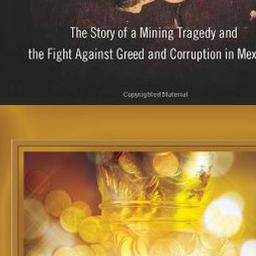 The Story of a Mining Tragedy and
the Fight Against Greed and Corruption in Mex
Copyrighted Material